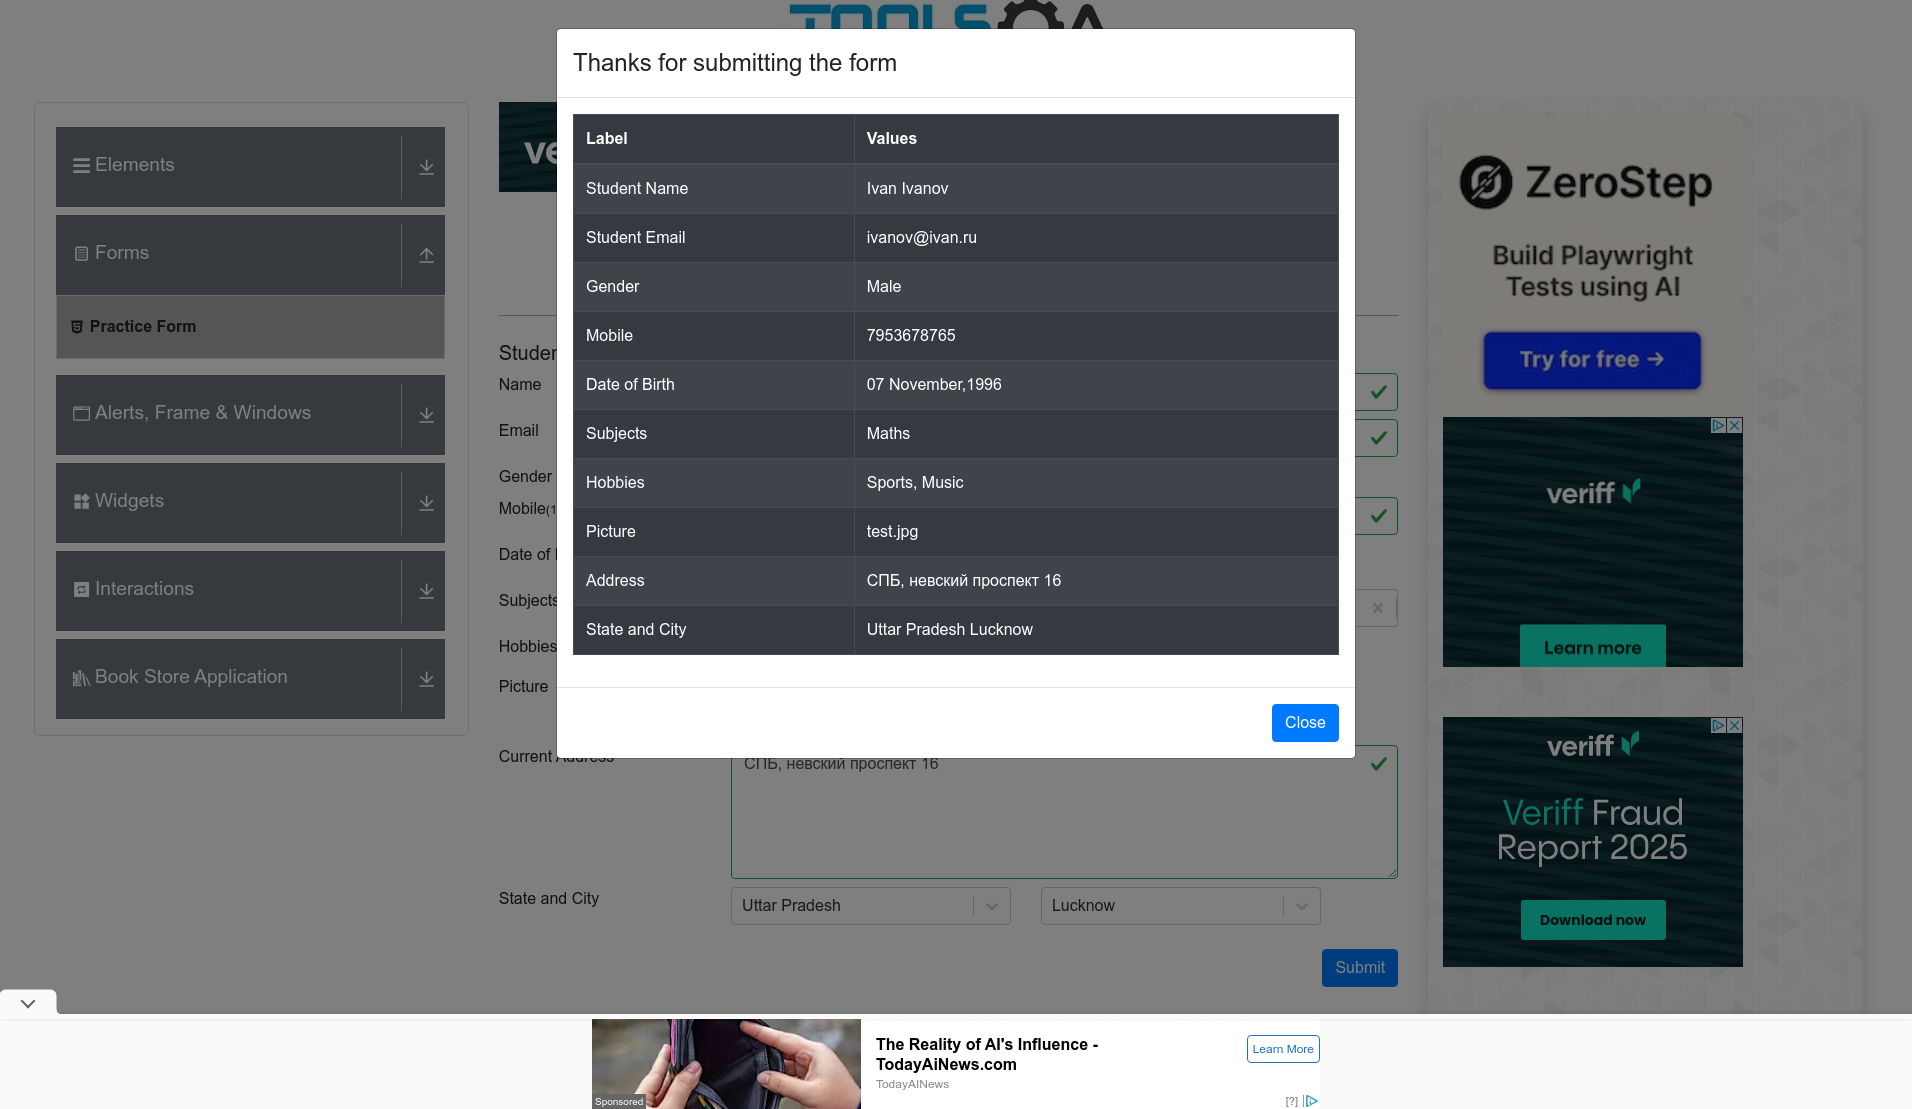 TOOLSQA
Thanks for submitting the form
Label Values
Student Name Ivan Ivanov
Student Email ivanov@ivan.ru
Gender Male
Mobile 7953678765
Date of Birth 07 November,1996
Subjects Maths
Hobbies Sports, Music
Picture test.jpg
Address СПБ, невский проспект 16
State and City Uttar Pradesh Lucknow
Close
Elements
Forms
Practice Form
Alerts, Frame & Windows
Widgets
Interactions
Book Store Application
Name
Email
Gender
Mobile
Date of
Subjects
Hobbies
Picture
СПБ, невский проспект 16
State and City
Uttar Pradesh
Lucknow
Submit
ZeroStep
Build Playwright
Tests using AI
Try for free →
veriff
Learn more
veriff
Veriff Fraud
Report 2025
Download now
Sponsored
The Reality of AI's Influence -
TodayAiNews.com
TodayAINews
Learn More
[?]